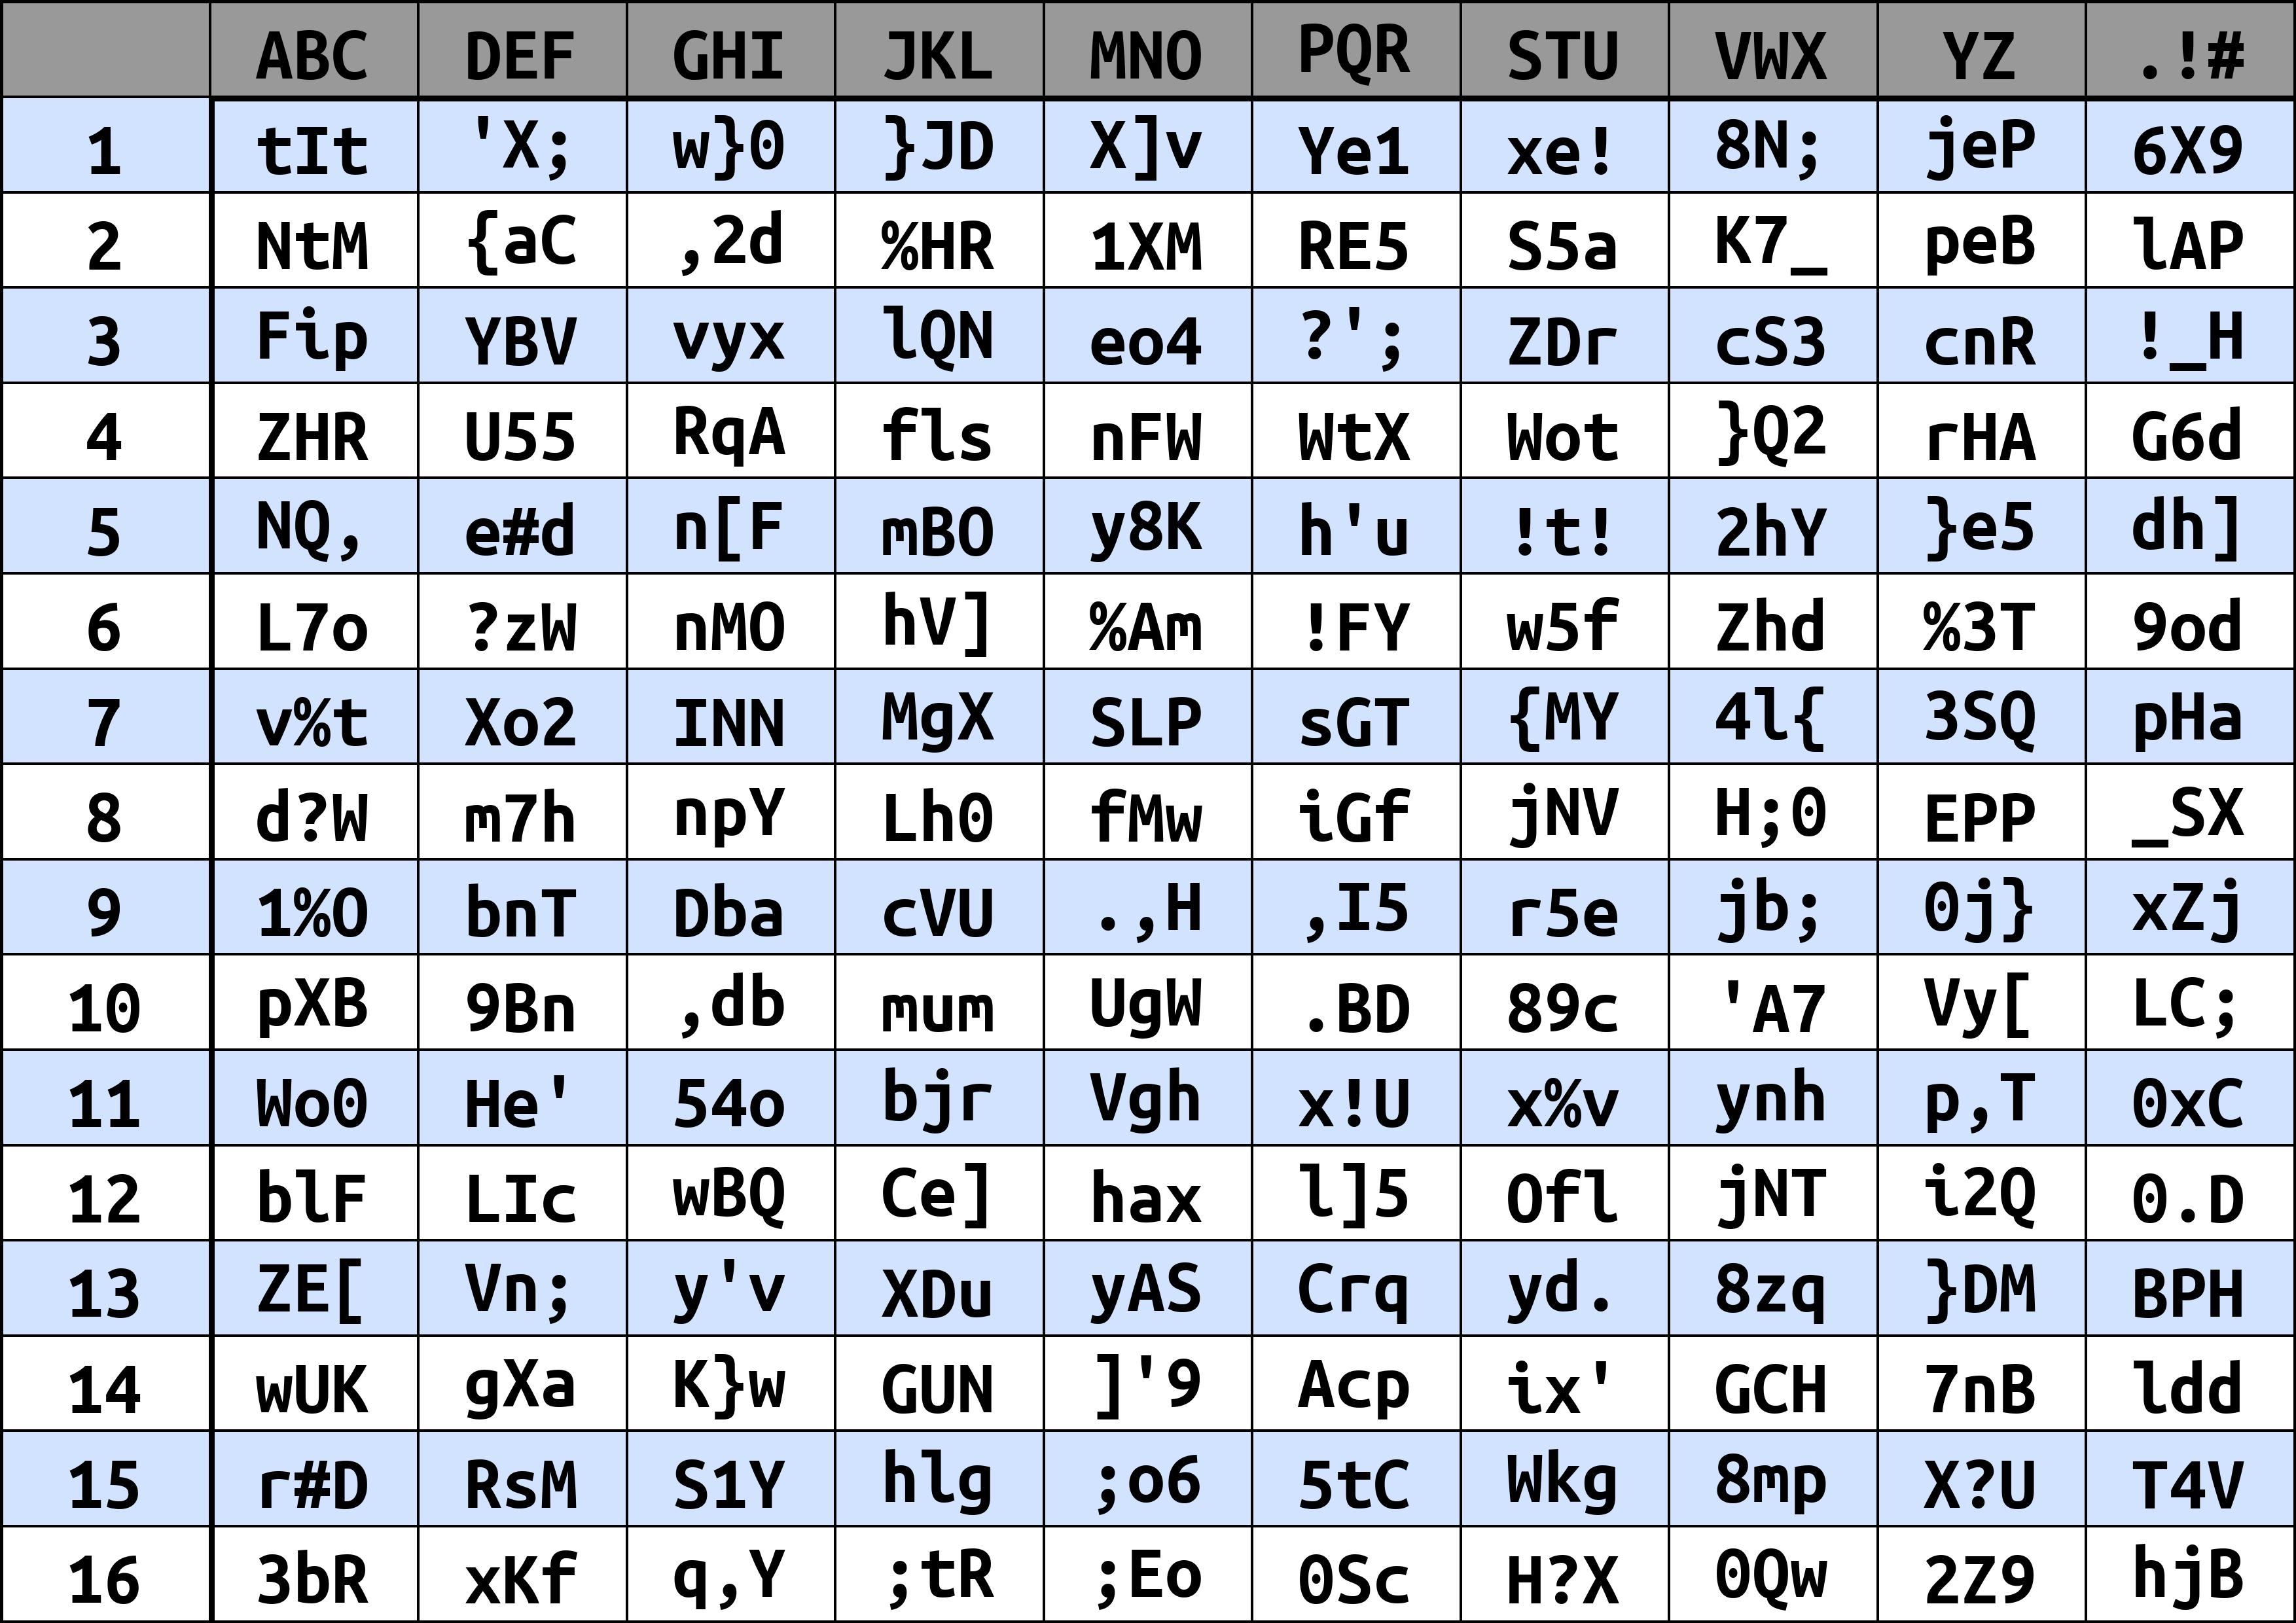 ABC DEF GHI JKL MNO PQR STU VWX YZ .!#
1 tIt 'X; w}0 }JD X]v Ye1 xe! 8N; jeP 6X9
2 NtM {aC ,2d %HR 1XM RE5 S5a K7_ peB lAP
3 Fip YBV vyx lQN eo4 ?'; ZDr cS3 cnR !_H
4 ZHR U55 RqA fls nFW WtX Wot }Q2 rHA G6d
5 NQ, e#d n[F mBO y8K h'u !t! 2hY }e5 dh]
6 L7o ?zW nMO hV] %Am !FY w5f Zhd %3T 9od
7 v%t Xo2 INN MgX SLP sGT {MY 4l{ 3SQ pHa
8 d?W m7h npY Lh0 fMw iGf jNV H;0 EPP _SX
9 1%O bnT Dba cVU .,H ,I5 r5e jb; 0j} xZj
10 pXB 9Bn ,db mum UgW .BD 89c 'A7 Vy[ LC;
11 Wo0 He' 54o bjr Vgh x!U x%v ynh p,T 0xC
12 blF LIc wBQ Ce] hax l]5 Ofl jNT i2Q 0.D
13 ZE[ Vn; y'v XDu yAS Crq yd. 8zq }DM BPH
14 wUK gXa K}w GUN ]'9 Acp ix' GCH 7nB ldd
15 r#D RsM S1Y hlg ;o6 5tC Wkg 8mp X?U T4V
16 3bR xKf q,Y ;tR ;Eo 0Sc H?X 0Qw 2Z9 hjB